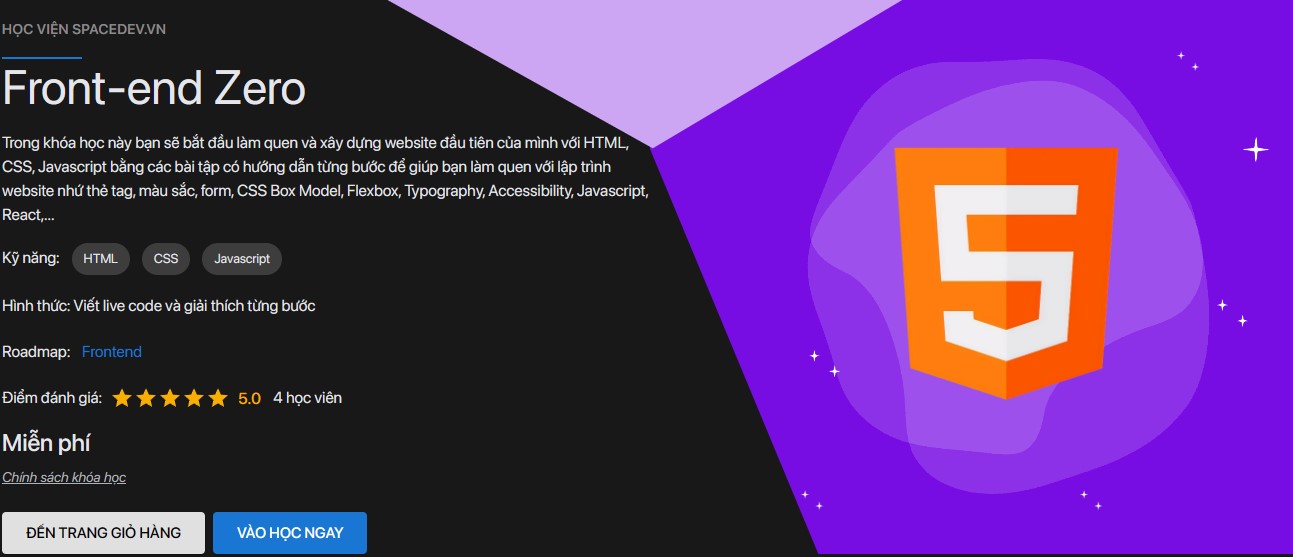 HỌC VIỆN SPACEDEV.VN
Front-end Zero
Trong khóa học này bạn sẽ bắt đầu làm quen và xây dựng website đầu tiên của mình với HTML,
CSS, Javascript bằng các bài tập có hướng dẫn từng bước để giúp bạn làm quen với lập trình
website như thẻ tag, màu sắc, form, CSS Box Model, Flexbox, Typography, Accessibility, Javascript,
React,...
Kỹ năng: HTML CSS Javascript
Hình thức: Viết live code và giải thích từng bước
Roadmap: Frontend
Điểm đánh giá: 5.0 4 học viên
Miễn phí
Chính sách khóa học
ĐẾN TRANG GIỎ HÀNG VÀO HỌC NGAY
5